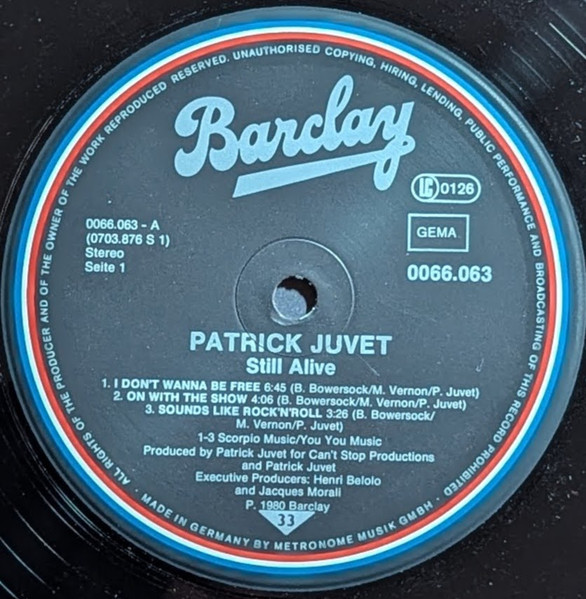 ALL RIGHTS OF THE PRODUCER AND OF THE OWNER OF THE WORK REPRODUCED RESERVED. UNAUTHORISED COPYING, HIRING, LENDING, PUBLIC PERFORMANCE AND BROADCASTING OF THIS RECORD PROHIBITED
Barclay
LC 0126
0066.063 - A
(0703.876 S 1)
Stereo
Seite 1
GEMA
0066.063
PATRICK JUVET
Still Alive
1. I DON'T WANNA BE FREE 6:45 (B. Bowersock/M. Vernon/P. Juvet)
2. ON WITH THE SHOW 4:06 (B. Bowersock/M. Vernon/P. Juvet)
3. SOUNDS LIKE ROCK'N'ROLL 3:26 (B. Bowersock/
M. Vernon/P. Juvet)
1-3 Scorpio Music/You You Music
Produced by Patrick Juvet for Can't Stop Productions
and Patrick Juvet
Executive Producers: Henri Belolo
and Jacques Morali
P. 1980 Barclay
33
· MADE IN GERMANY BY METRONOME MUSIK GMBH ·